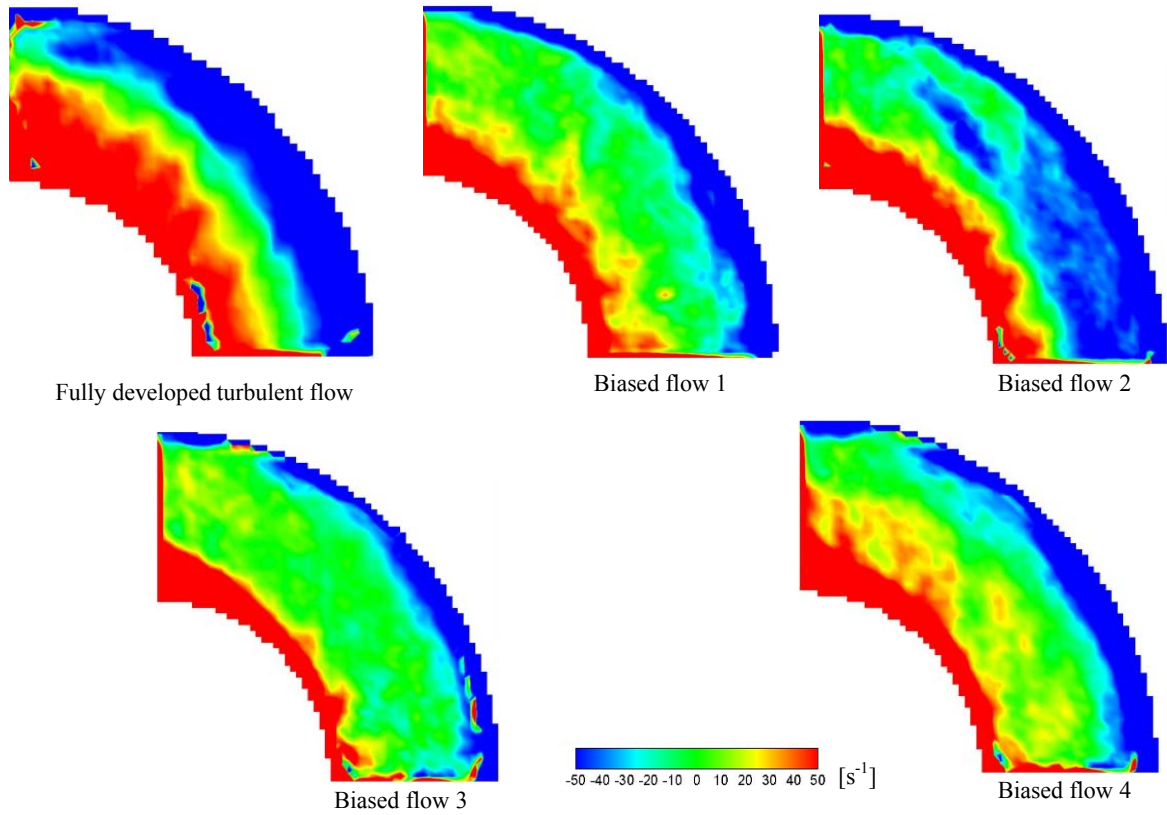 Fully developed turbulent flow
Biased flow 1
Biased flow 2
Biased flow 3
-50 -40 -30 -20 -10 0 10 20 30 40 50
[s⁻¹]
Biased flow 4